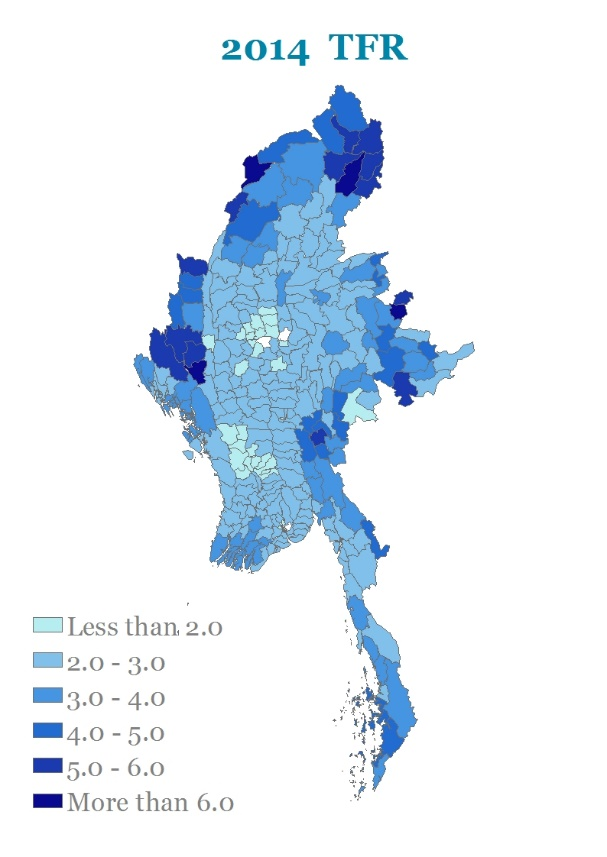 2014 TFR
Less than 2.0
2.0 - 3.0
3.0 - 4.0
4.0 - 5.0
5.0 - 6.0
More than 6.0